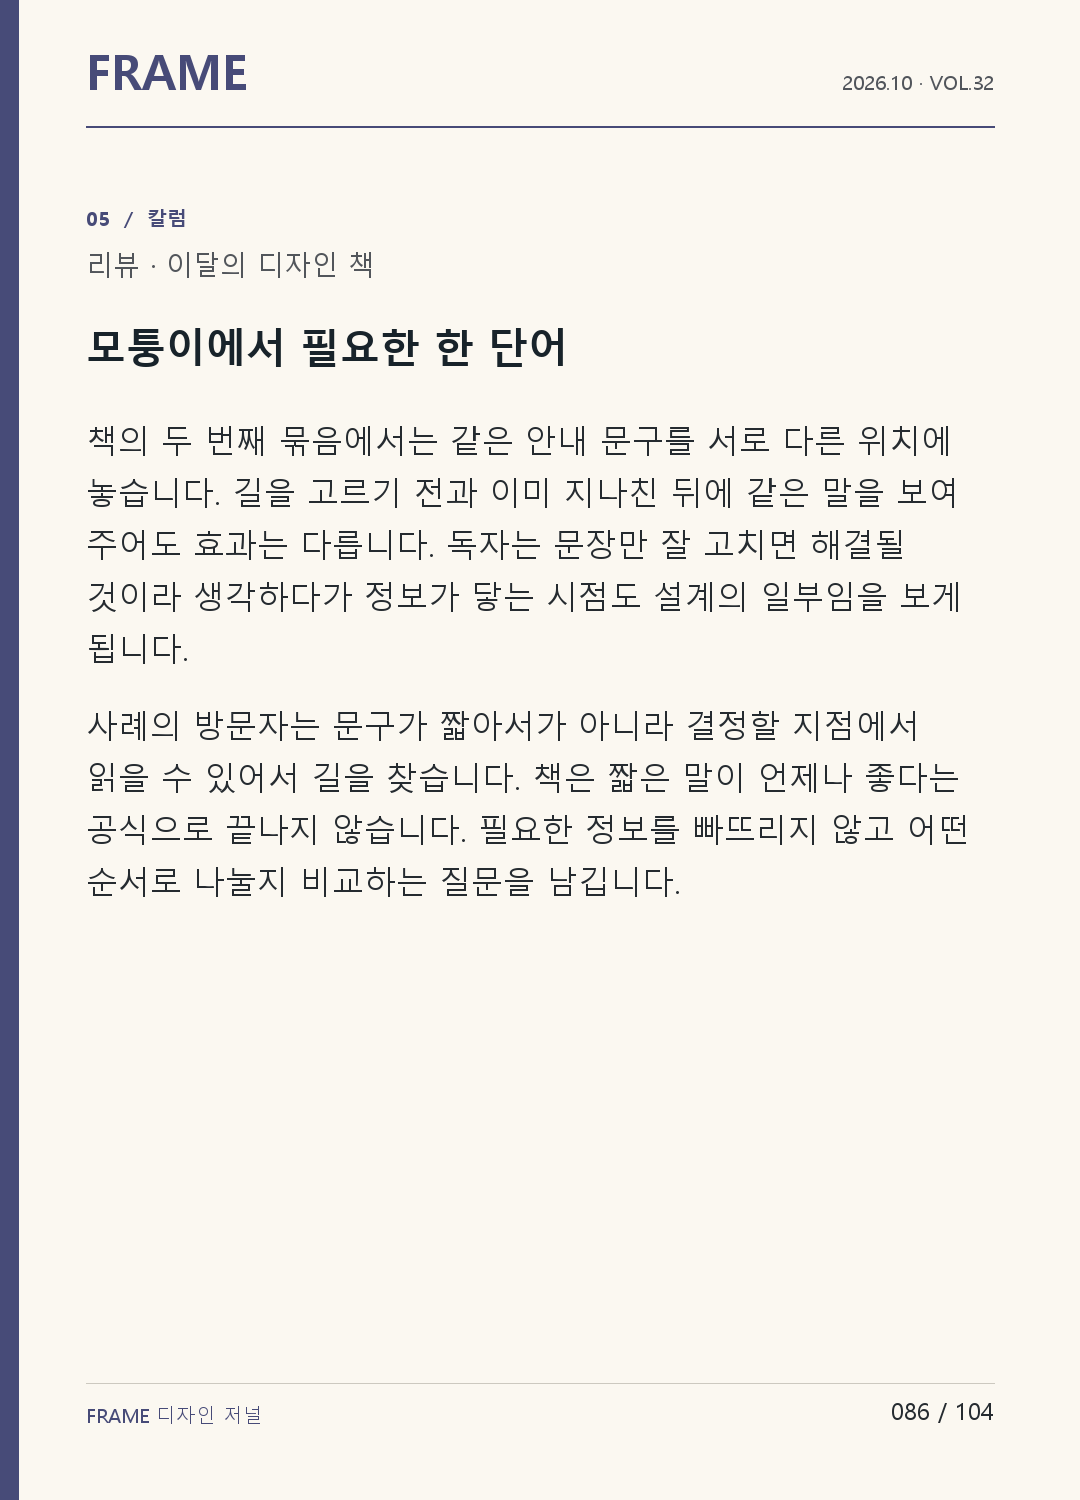 FRAME
2026.10 · VOL.32
05 / 칼럼
리뷰 · 이달의 디자인 책
모퉁이에서 필요한 한 단어
책의 두 번째 묶음에서는 같은 안내 문구를 서로 다른 위치에
놓습니다. 길을 고르기 전과 이미 지나친 뒤에 같은 말을 보여
주어도 효과는 다릅니다. 독자는 문장만 잘 고치면 해결될
것이라 생각하다가 정보가 닿는 시점도 설계의 일부임을 보게
됩니다.
사례의 방문자는 문구가 짧아서가 아니라 결정할 지점에서
읽을 수 있어서 길을 찾습니다. 책은 짧은 말이 언제나 좋다는
공식으로 끝나지 않습니다. 필요한 정보를 빠뜨리지 않고 어떤
순서로 나눌지 비교하는 질문을 남깁니다.
FRAME 디자인 저널
086 / 104